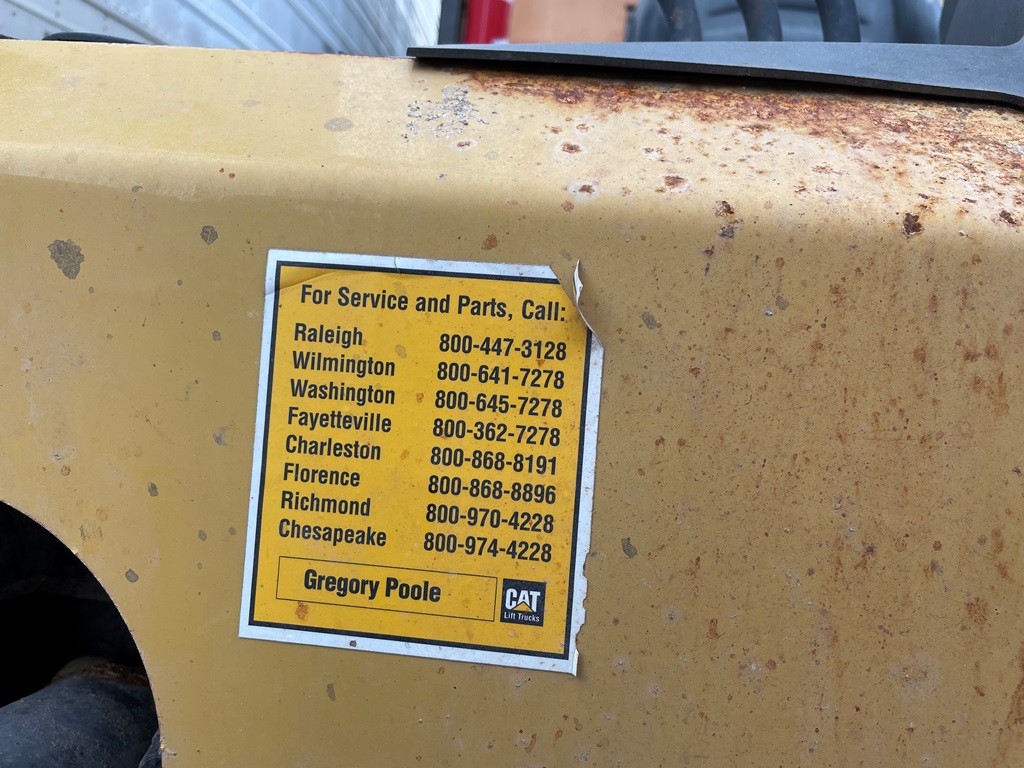 For Service and Parts, Call:
Raleigh 800-447-3128
Wilmington 800-641-7278
Washington 800-645-7278
Fayetteville 800-362-7278
Charleston 800-868-8191
Florence 800-868-8896
Richmond 800-970-4228
Chesapeake 800-974-4228
Gregory Poole
CAT
Lift Trucks